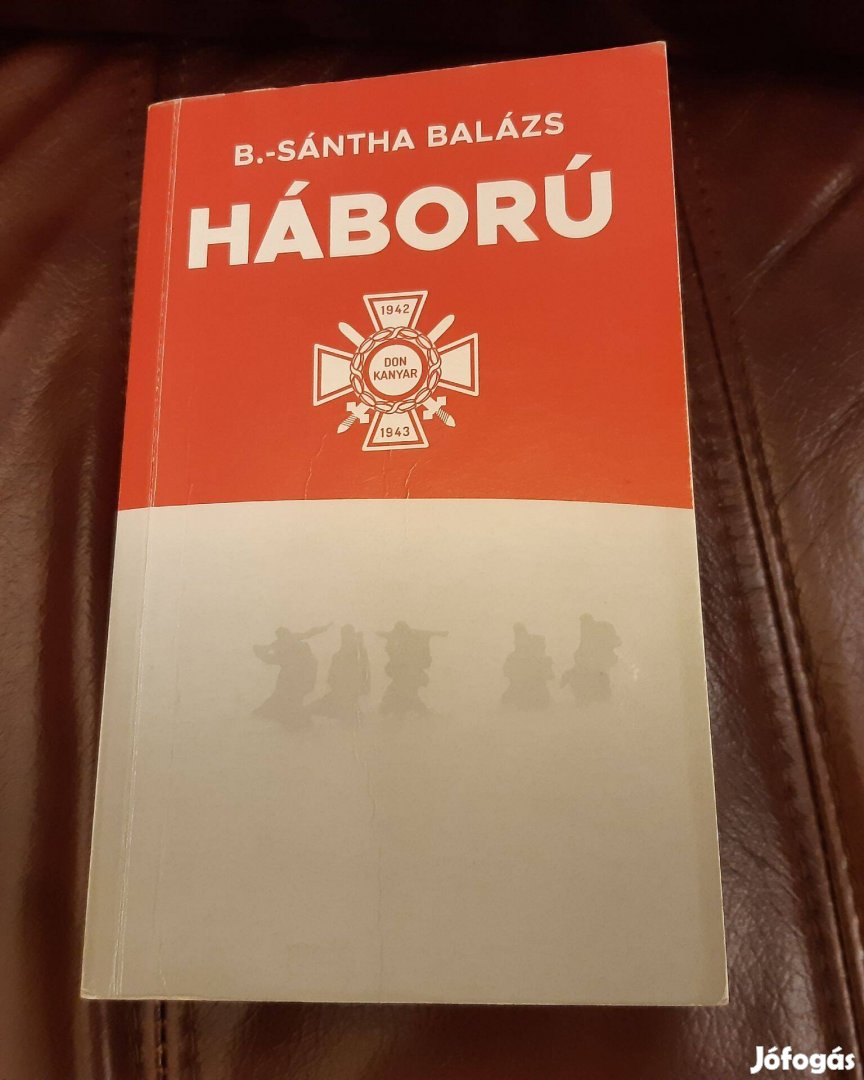 B.-SÁNTHA BALÁZS
HÁBORÚ
1942
DON
KANYAR
1943
Jófogás